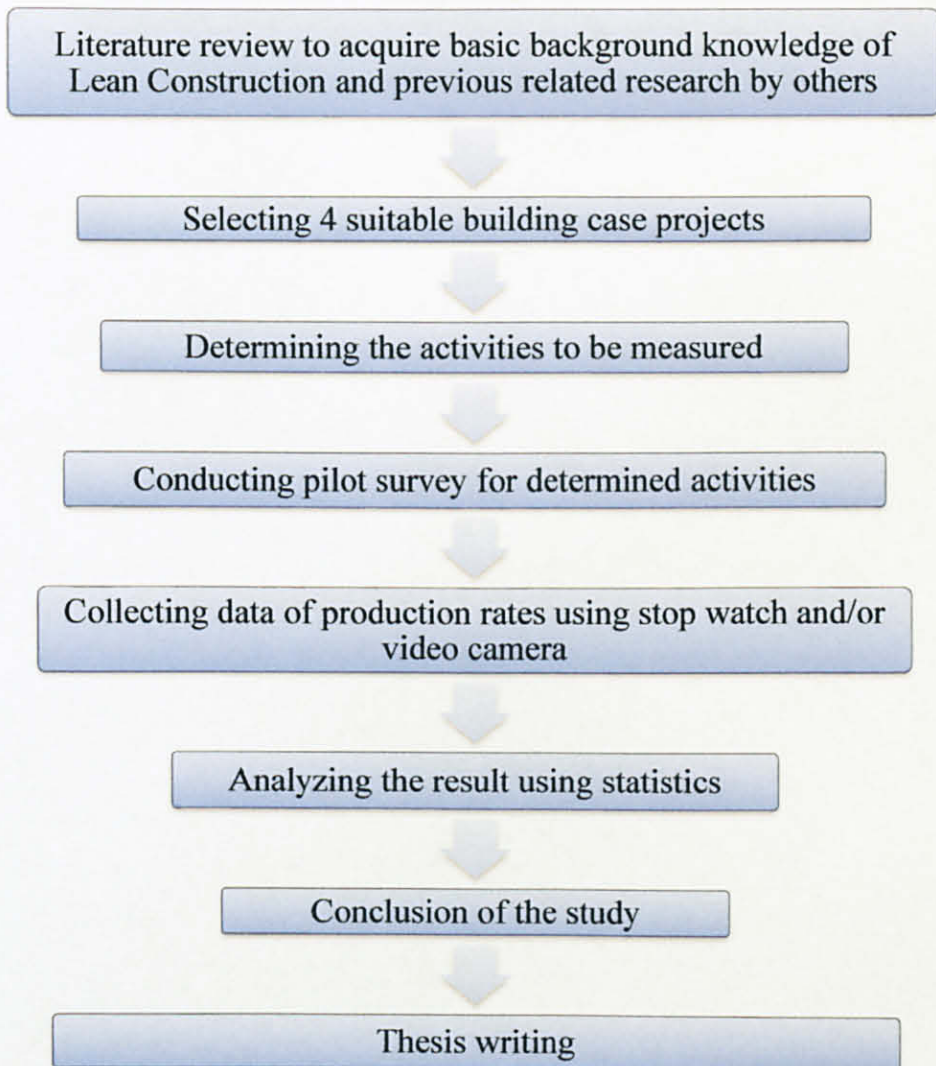 Literature review to acquire basic background knowledge of
Lean Construction and previous related research by others
Selecting 4 suitable building case projects
Determining the activities to be measured
Conducting pilot survey for determined activities
Collecting data of production rates using stop watch and/or
video camera
Analyzing the result using statistics
Conclusion of the study
Thesis writing